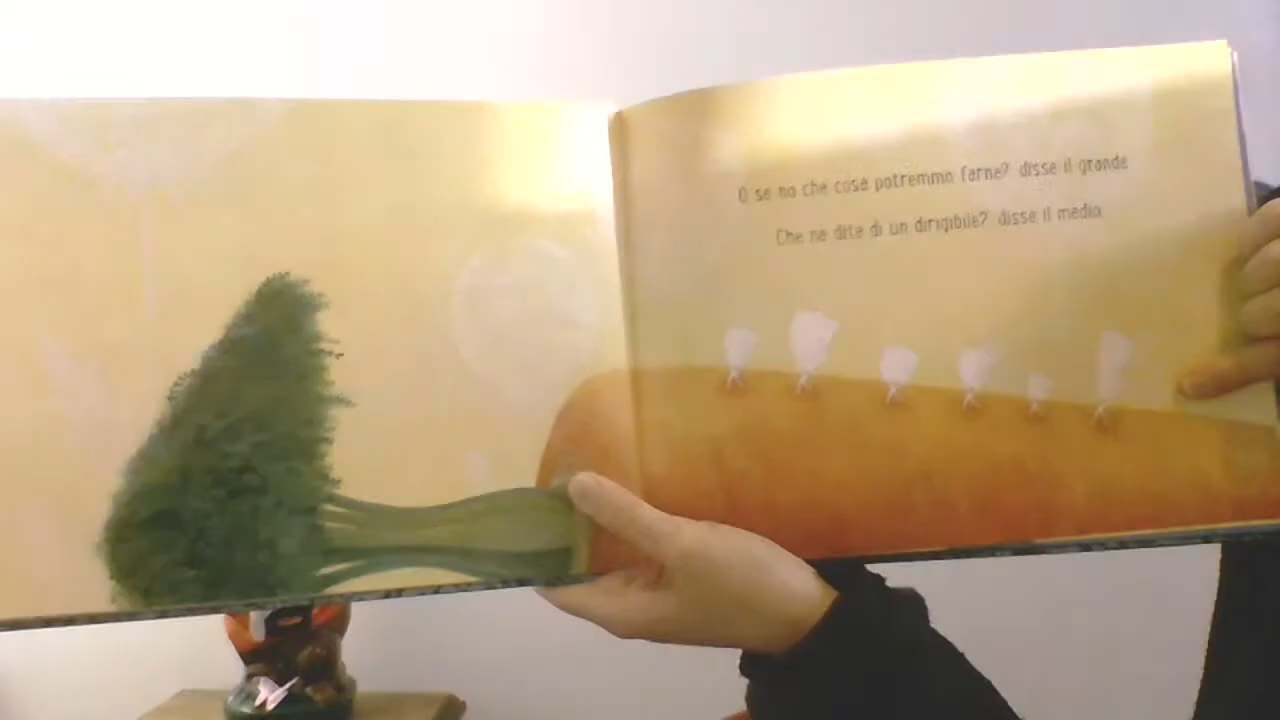 O se no che cosa potremmo farne? disse il grande
Che ne dite di un dirigibile? disse il medio